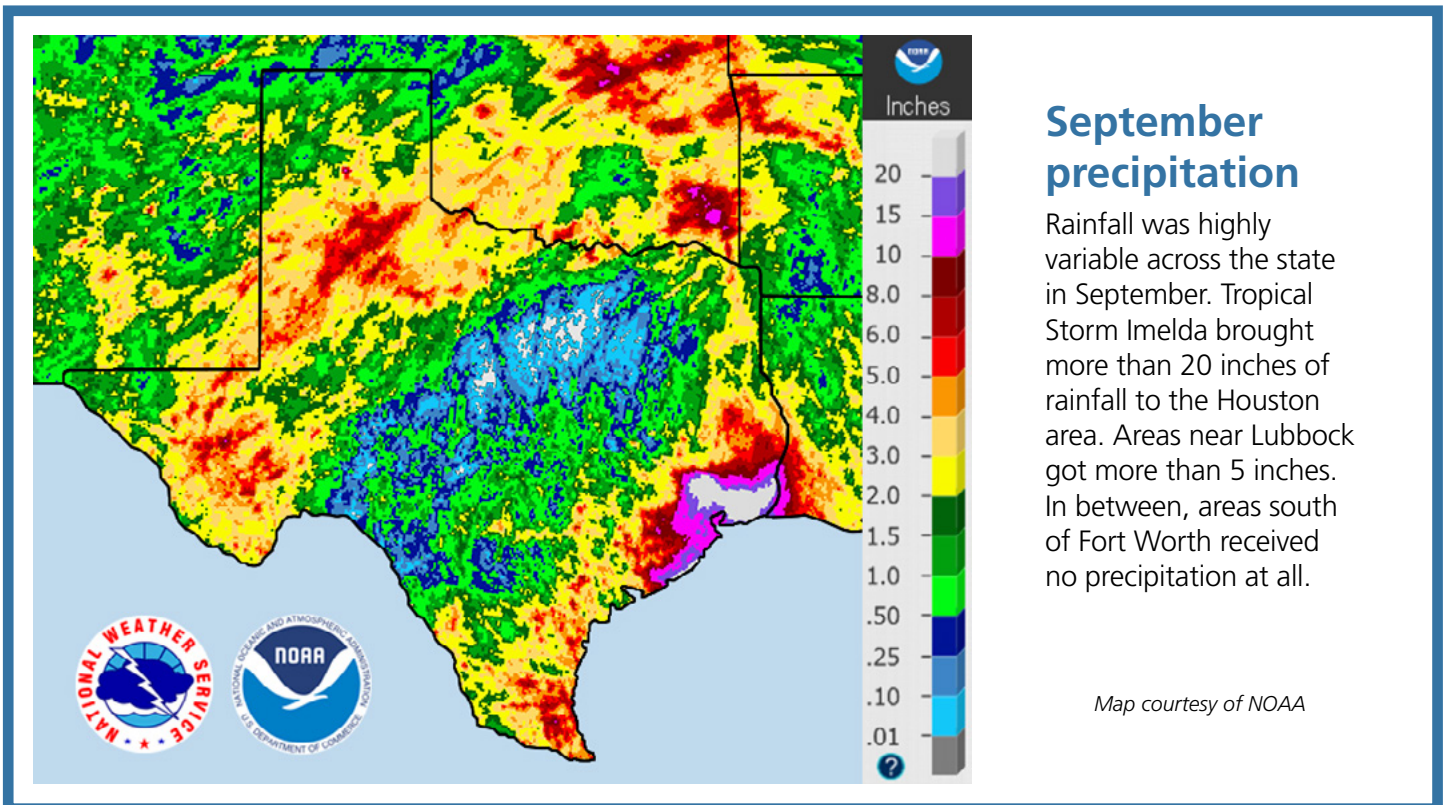 NOAA
Inches
20
15
10
8.0
6.0
5.0
4.0
3.0
2.0
1.5
1.0
.50
.25
.10
.01
?
NATIONAL WEATHER SERVICE
NATIONAL OCEANIC AND ATMOSPHERIC ADMINISTRATION
NOAA
U.S. DEPARTMENT OF COMMERCE
September
precipitation
Rainfall was highly
variable across the state
in September. Tropical
Storm Imelda brought
more than 20 inches of
rainfall to the Houston
area. Areas near Lubbock
got more than 5 inches.
In between, areas south
of Fort Worth received
no precipitation at all.
Map courtesy of NOAA